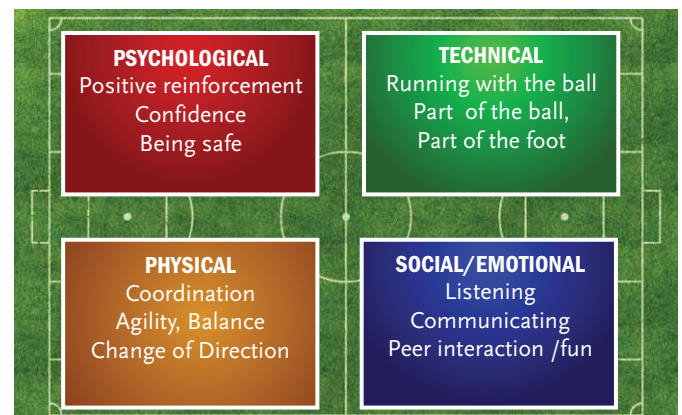 PSYCHOLOGICAL
Positive reinforcement
Confidence
Being safe
TECHNICAL
Running with the ball
Part of the ball,
Part of the foot
PHYSICAL
Coordination
Agility, Balance
Change of Direction
SOCIAL/EMOTIONAL
Listening
Communicating
Peer interaction /fun